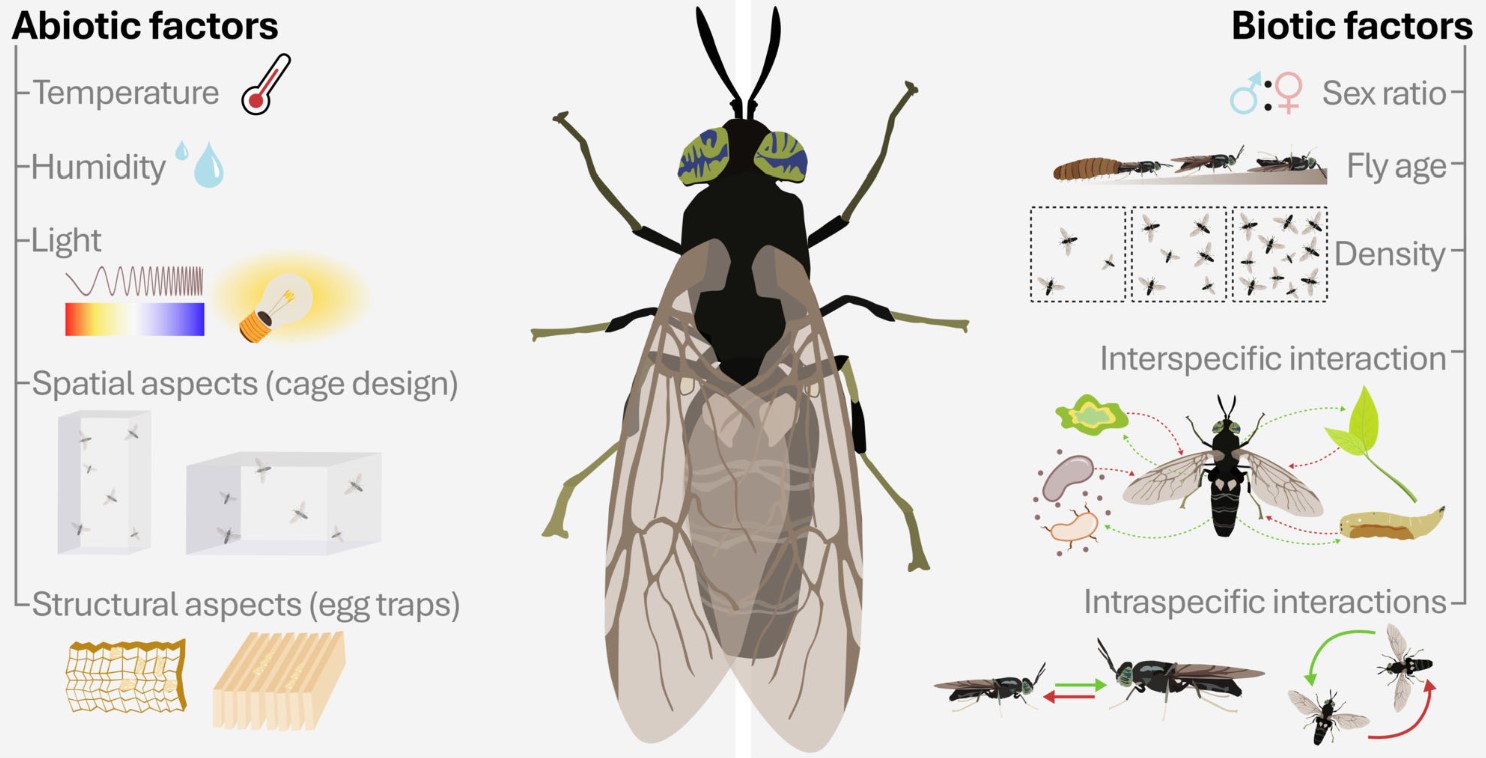 Abiotic factors
Temperature
Humidity
Light
Spatial aspects (cage design)
Structural aspects (egg traps)
Biotic factors
Sex ratio
Fly age
Density
Interspecific interaction
Intraspecific interactions